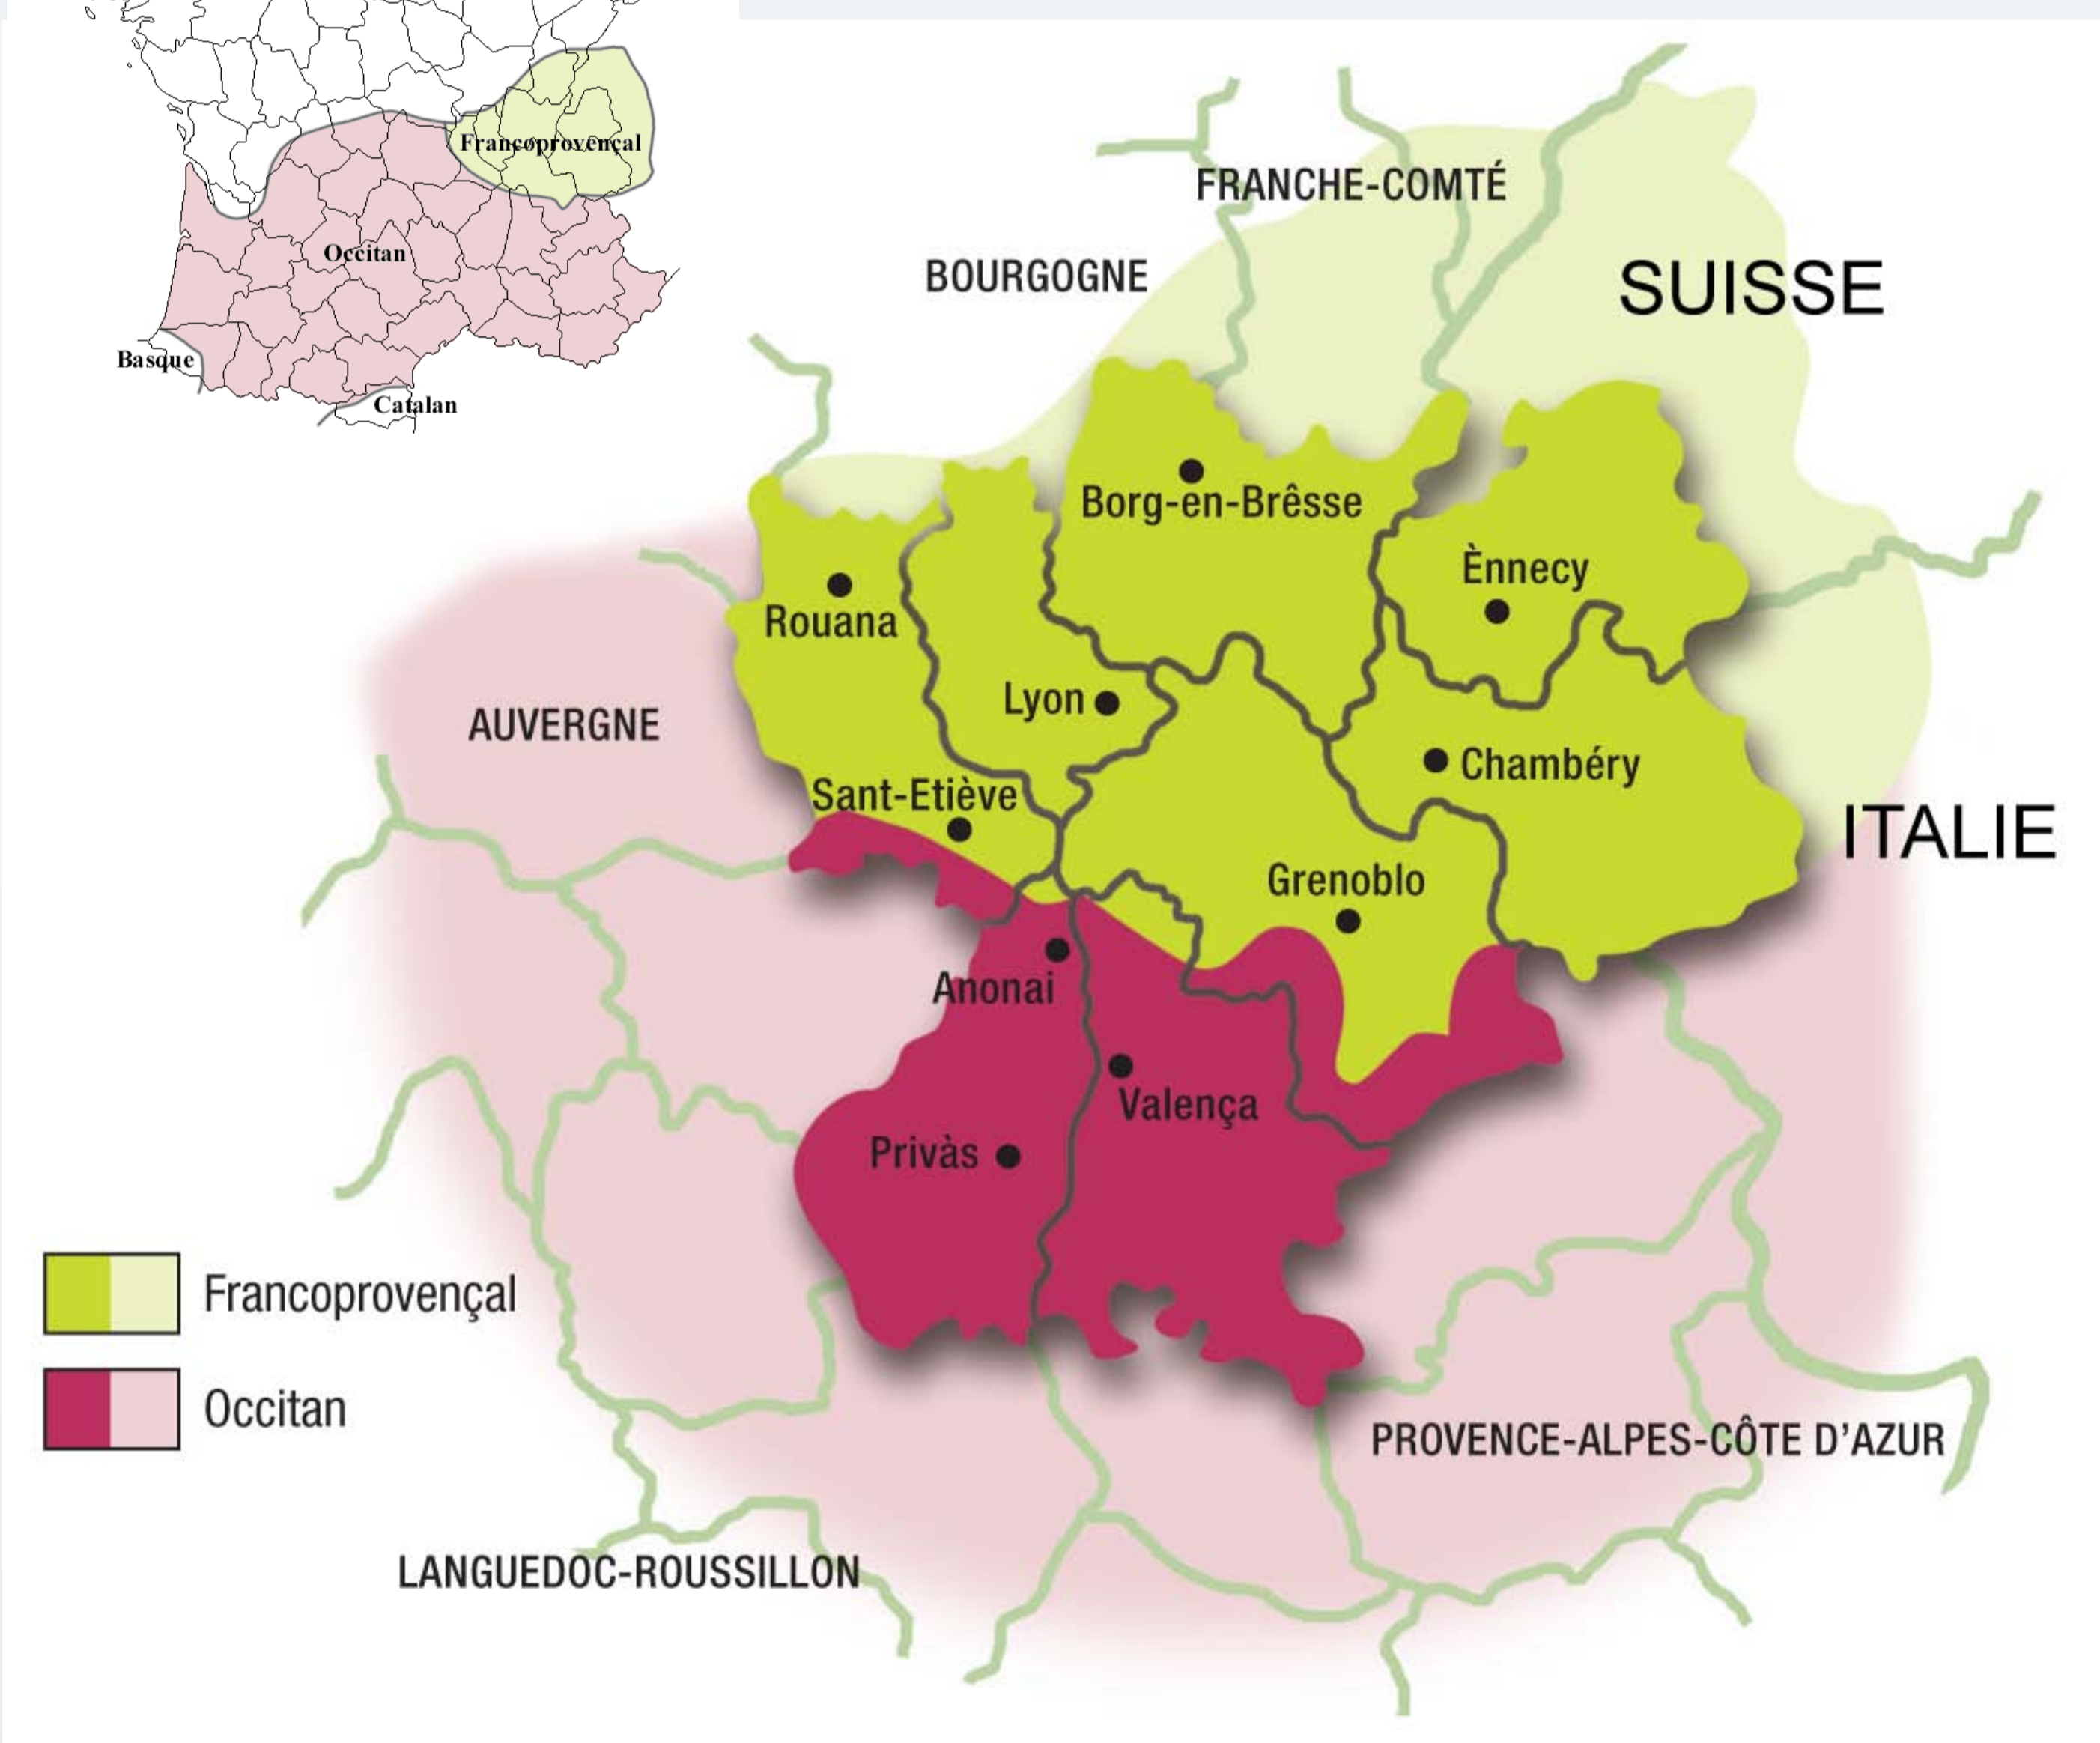 Francoprovençal
Occitan
Basque
Catalan
FRANCHE-COMTÉ
BOURGOGNE
SUISSE
Borg-en-Brêsse
Ènnecy
Rouana
Lyon
AUVERGNE
Chambéry
Sant-Etiève
ITALIE
Grenoblo
Anonai
Valença
Privàs
Francoprovençal
Occitan
PROVENCE-ALPES-CÔTE D'AZUR
LANGUEDOC-ROUSSILLON